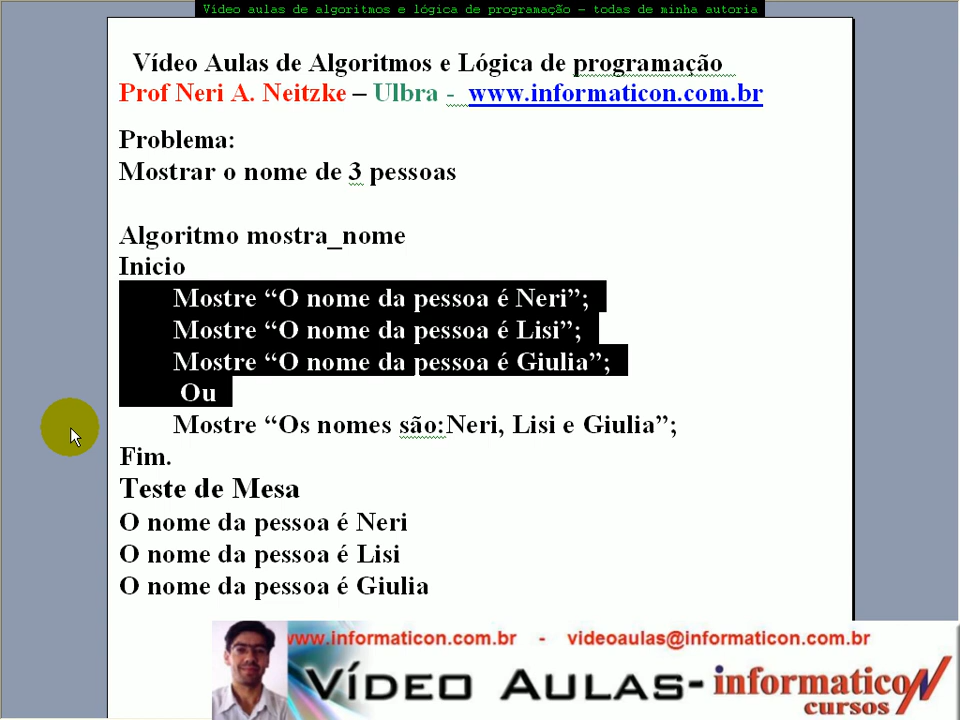 Vídeo aulas de algoritmos e lógica de programação - todas de minha autoria
Vídeo Aulas de Algoritmos e Lógica de programação
Prof Neri A. Neitzke – Ulbra - www.informaticon.com.br
Problema:
Mostrar o nome de 3 pessoas
Algoritmo mostra_nome
Inicio
Mostre “O nome da pessoa é Neri”;
Mostre “O nome da pessoa é Lisi”;
Mostre “O nome da pessoa é Giulia”;
Ou
Mostre “Os nomes são:Neri, Lisi e Giulia”;
Fim.
Teste de Mesa
O nome da pessoa é Neri
O nome da pessoa é Lisi
O nome da pessoa é Giulia
www.informaticon.com.br - videoaulas@informaticon.com.br
VÍDEO AULAS- informaticon
cursos